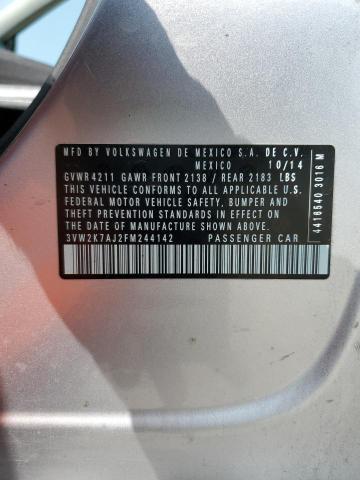 MFD BY VOLKSWAGEN DE MEXICO S.A. DE C.V.
MEXICO 10/14
GVWR 4211 GAWR FRONT 2138 / REAR 2183 LBS
THIS VEHICLE CONFORMS TO ALL APPLICABLE U.S.
FEDERAL MOTOR VEHICLE SAFETY, BUMPER AND
THEFT PREVENTION STANDARDS IN EFFECT ON
THE DATE OF MANUFACTURE SHOWN ABOVE.
3VW2K7AJ2FM244142 PASSENGER CAR
4416540 3016 M